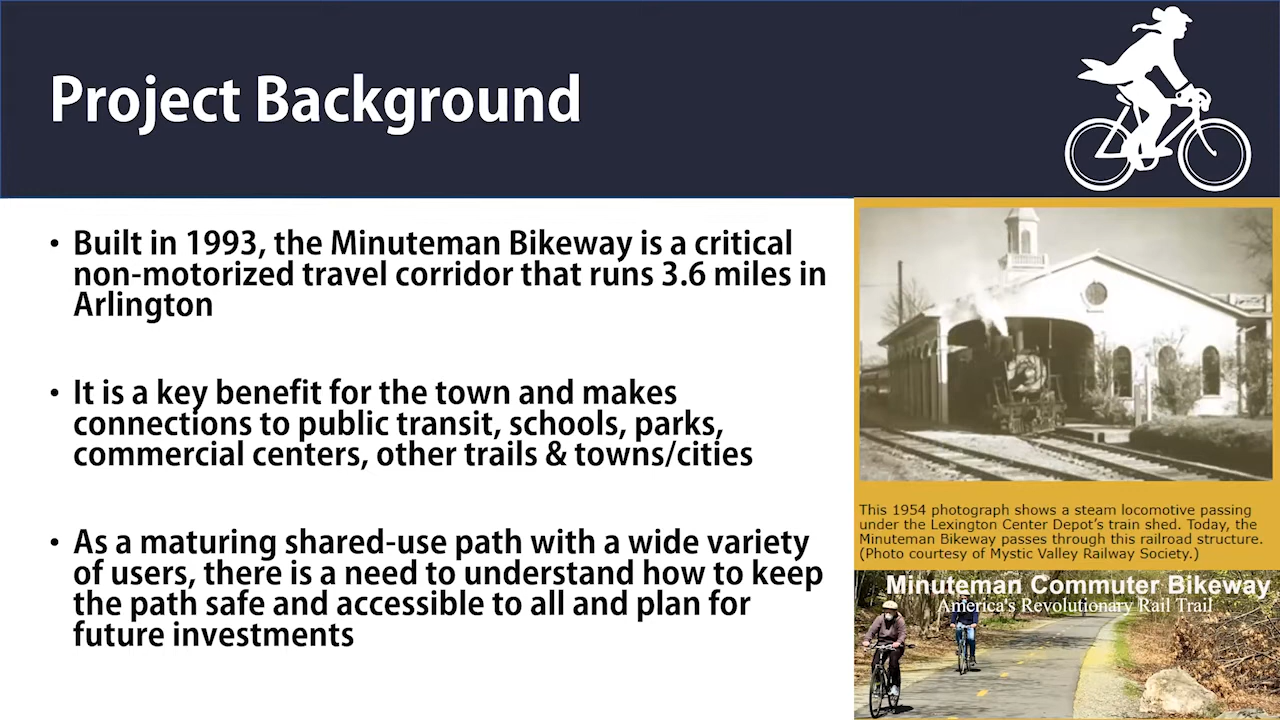 Project Background
• Built in 1993, the Minuteman Bikeway is a critical
non-motorized travel corridor that runs 3.6 miles in
Arlington
• It is a key benefit for the town and makes
connections to public transit, schools, parks,
commercial centers, other trails & towns/cities
• As a maturing shared-use path with a wide variety
of users, there is a need to understand how to keep
the path safe and accessible to all and plan for
future investments
This 1954 photograph shows a steam locomotive passing
under the Lexington Center Depot's train shed. Today, the
Minuteman Bikeway passes through this railroad structure.
(Photo courtesy of Mystic Valley Railway Society.)
Minuteman Commuter Bikeway
America's Revolutionary Rail Trail